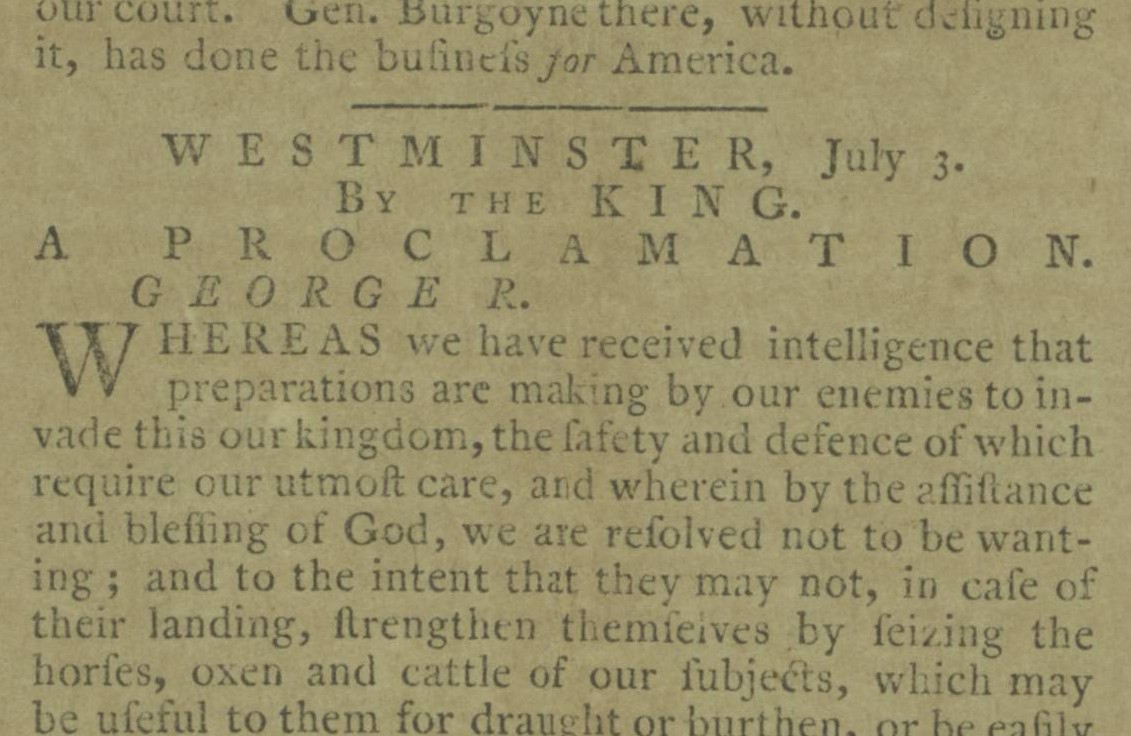 our court. Gen. Burgoyne there, without deſigning
it, has done the buſineſs for America.
WESTMINSTER, July 3.
BY THE KING.
A PROCLAMATION.
GEORGE R.
WHEREAS we have received intelligence that
preparations are making by our enemies to in-
vade this our kingdom, the ſafety and defence of which
require our utmoſt care, and wherein by the aſſiſtance
and bleſſing of God, we are reſolved not to be want-
ing ; and to the intent that they may not, in caſe of
their landing, ſtrengthen themſelves by ſeizing the
horſes, oxen and cattle of our ſubjects, which may
be uſeful to them for draught or burthen, or be eaſily